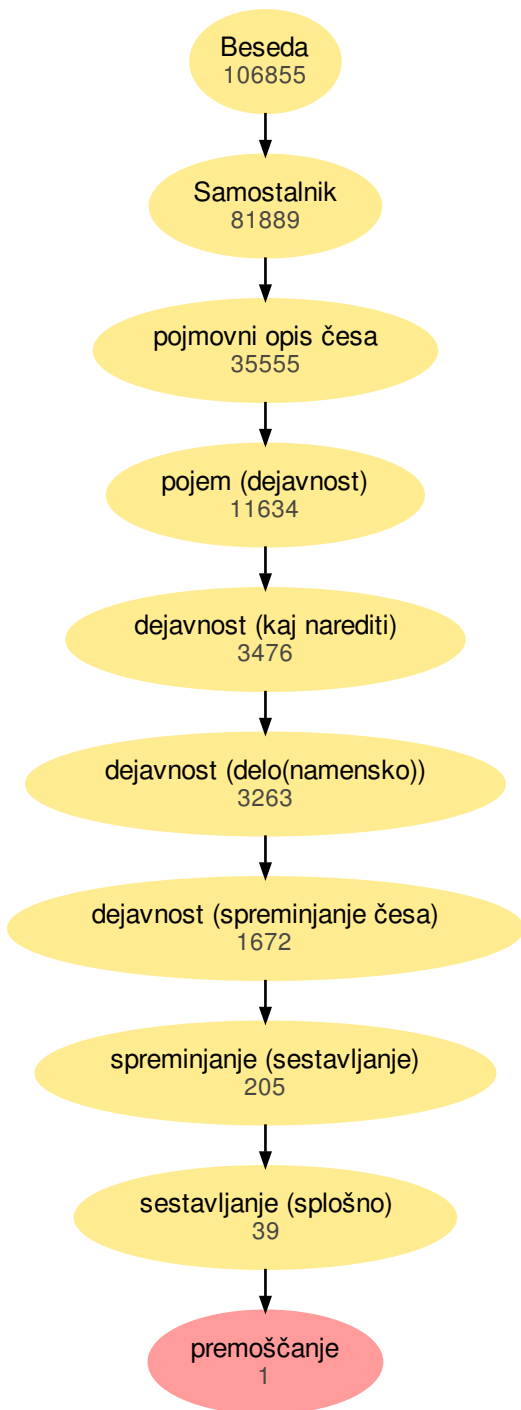 Beseda
106855
Samostalnik
81889
pojmovni opis česa
35555
pojem (dejavnost)
11634
dejavnost (kaj narediti)
3476
dejavnost (delo(namensko))
3263
dejavnost (spreminjanje česa)
1672
spreminjanje (sestavljanje)
205
sestavljanje (splošno)
39
premoščanje
1